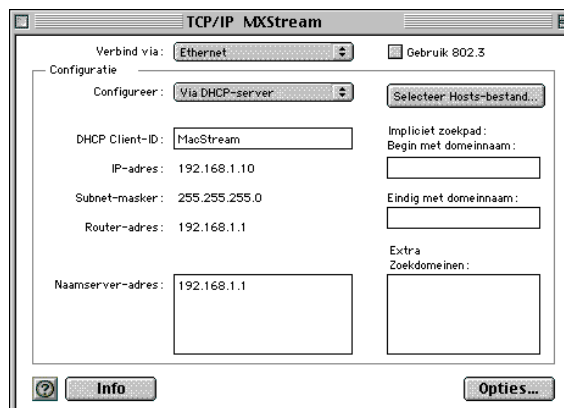 TCP/IP MXStream
Verbind via: Ethernet
Gebruik 802.3
Configuratie
Configureer: Via DHCP-server
Selecteer Hosts-bestand...
DHCP Client-ID: MacStream
IP-adres: 192.168.1.10
Subnet-masker: 255.255.255.0
Router-adres: 192.168.1.1
Impliciet zoekpad:
Begin met domeinnaam:
Eindig met domeinnaam:
Naamserver-adres: 192.168.1.1
Extra
Zoekdomeinen:
?
Info
Opties...